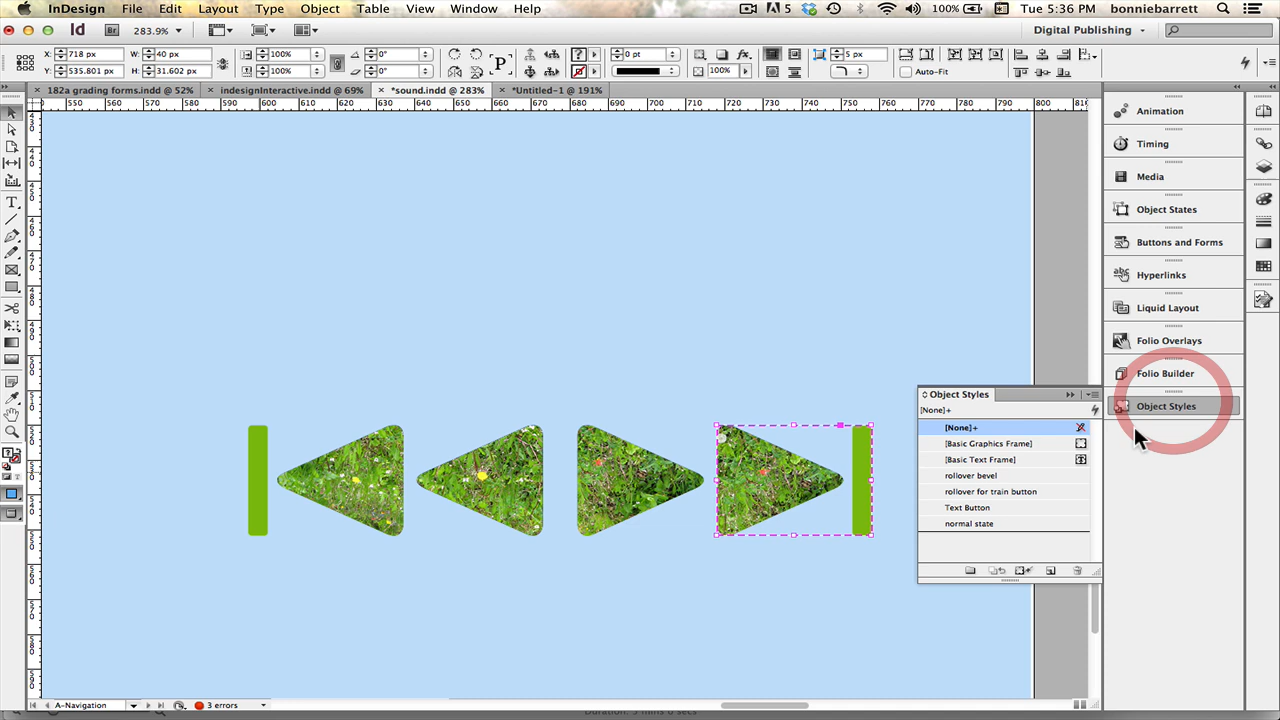 InDesign File Edit Layout Type Object Table View Window Help 5 100% Tue 5:36 PM bonniebarrett
Id Br 283.9% Digital Publishing
X: 718 px W: 40 px 100% 0° P ? 0 pt fx. 5 px
Y: 535.801 px H: 31.602 px 100% 0° 100% Auto-Fit
× 182a grading forms.indd @ 67% × indesignInteractive.indd @ 69% × *sound.indd @ 283% × *Untitled-1 @ 191%
550 560 570 580 590 600 610 620 630 640 650 660 670 680 690 700 710 720 730 740 750 760 770 780 790 800 81
Animation
Timing
Media
Object States
Buttons and Forms
Hyperlinks
Liquid Layout
Folio Overlays
Folio Builder
Object Styles
Object Styles
[None]+
[None]+
[Basic Graphics Frame]
[Basic Text Frame]
rollover bevel
rollover for train button
Text Button
normal state
A-Navigation 3 errors